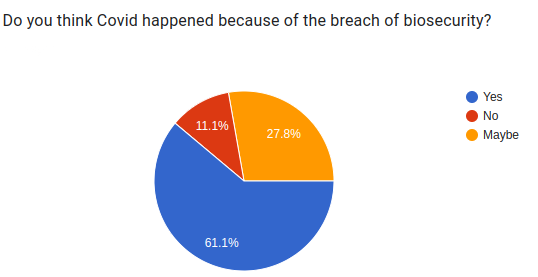 Do you think Covid happened because of the breach of biosecurity?
Yes
No
Maybe
11.1%
27.8%
61.1%